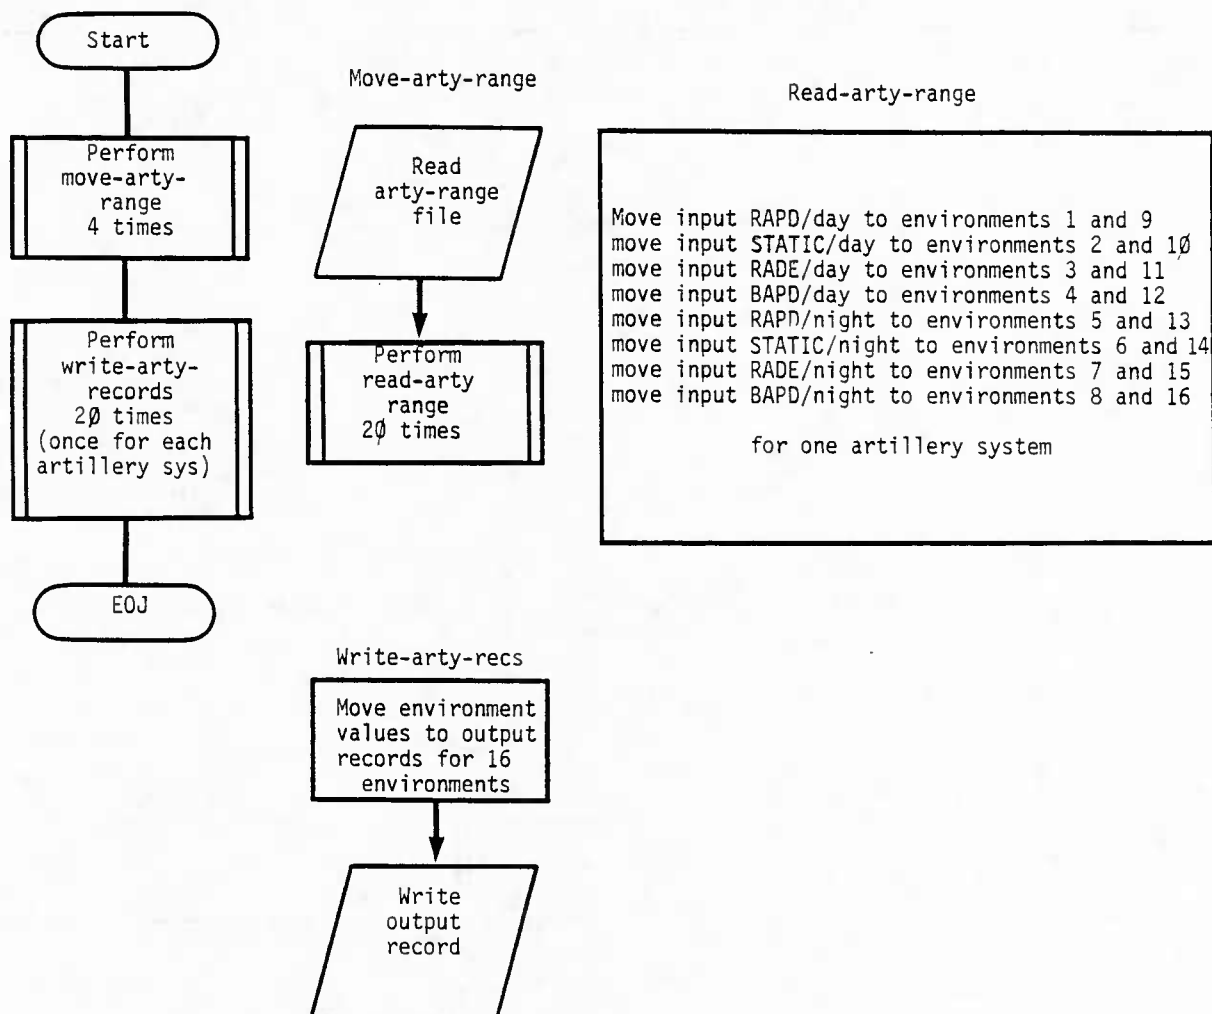 Start
Perform
move-arty-
range
4 times
Perform
write-arty-
records
2Ø times
(once for each
artillery sys)
EOJ
Move-arty-range
Read
arty-range
file
Perform
read-arty
range
2Ø times
Read-arty-range
Move input RAPD/day to environments 1 and 9
move input STATIC/day to environments 2 and 1Ø
move input RADE/day to environments 3 and 11
move input BAPD/day to environments 4 and 12
move input RAPD/night to environments 5 and 13
move input STATIC/night to environments 6 and 14
move input RADE/night to environments 7 and 15
move input BAPD/night to environments 8 and 16
for one artillery system
Write-arty-recs
Move environment
values to output
records for 16
environments
Write
output
record